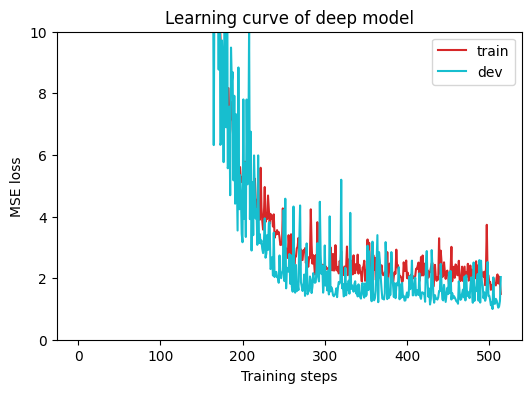 Learning curve of deep model
train
dev
MSE loss
10
8
6
4
2
0
0 100 200 300 400 500
Training steps